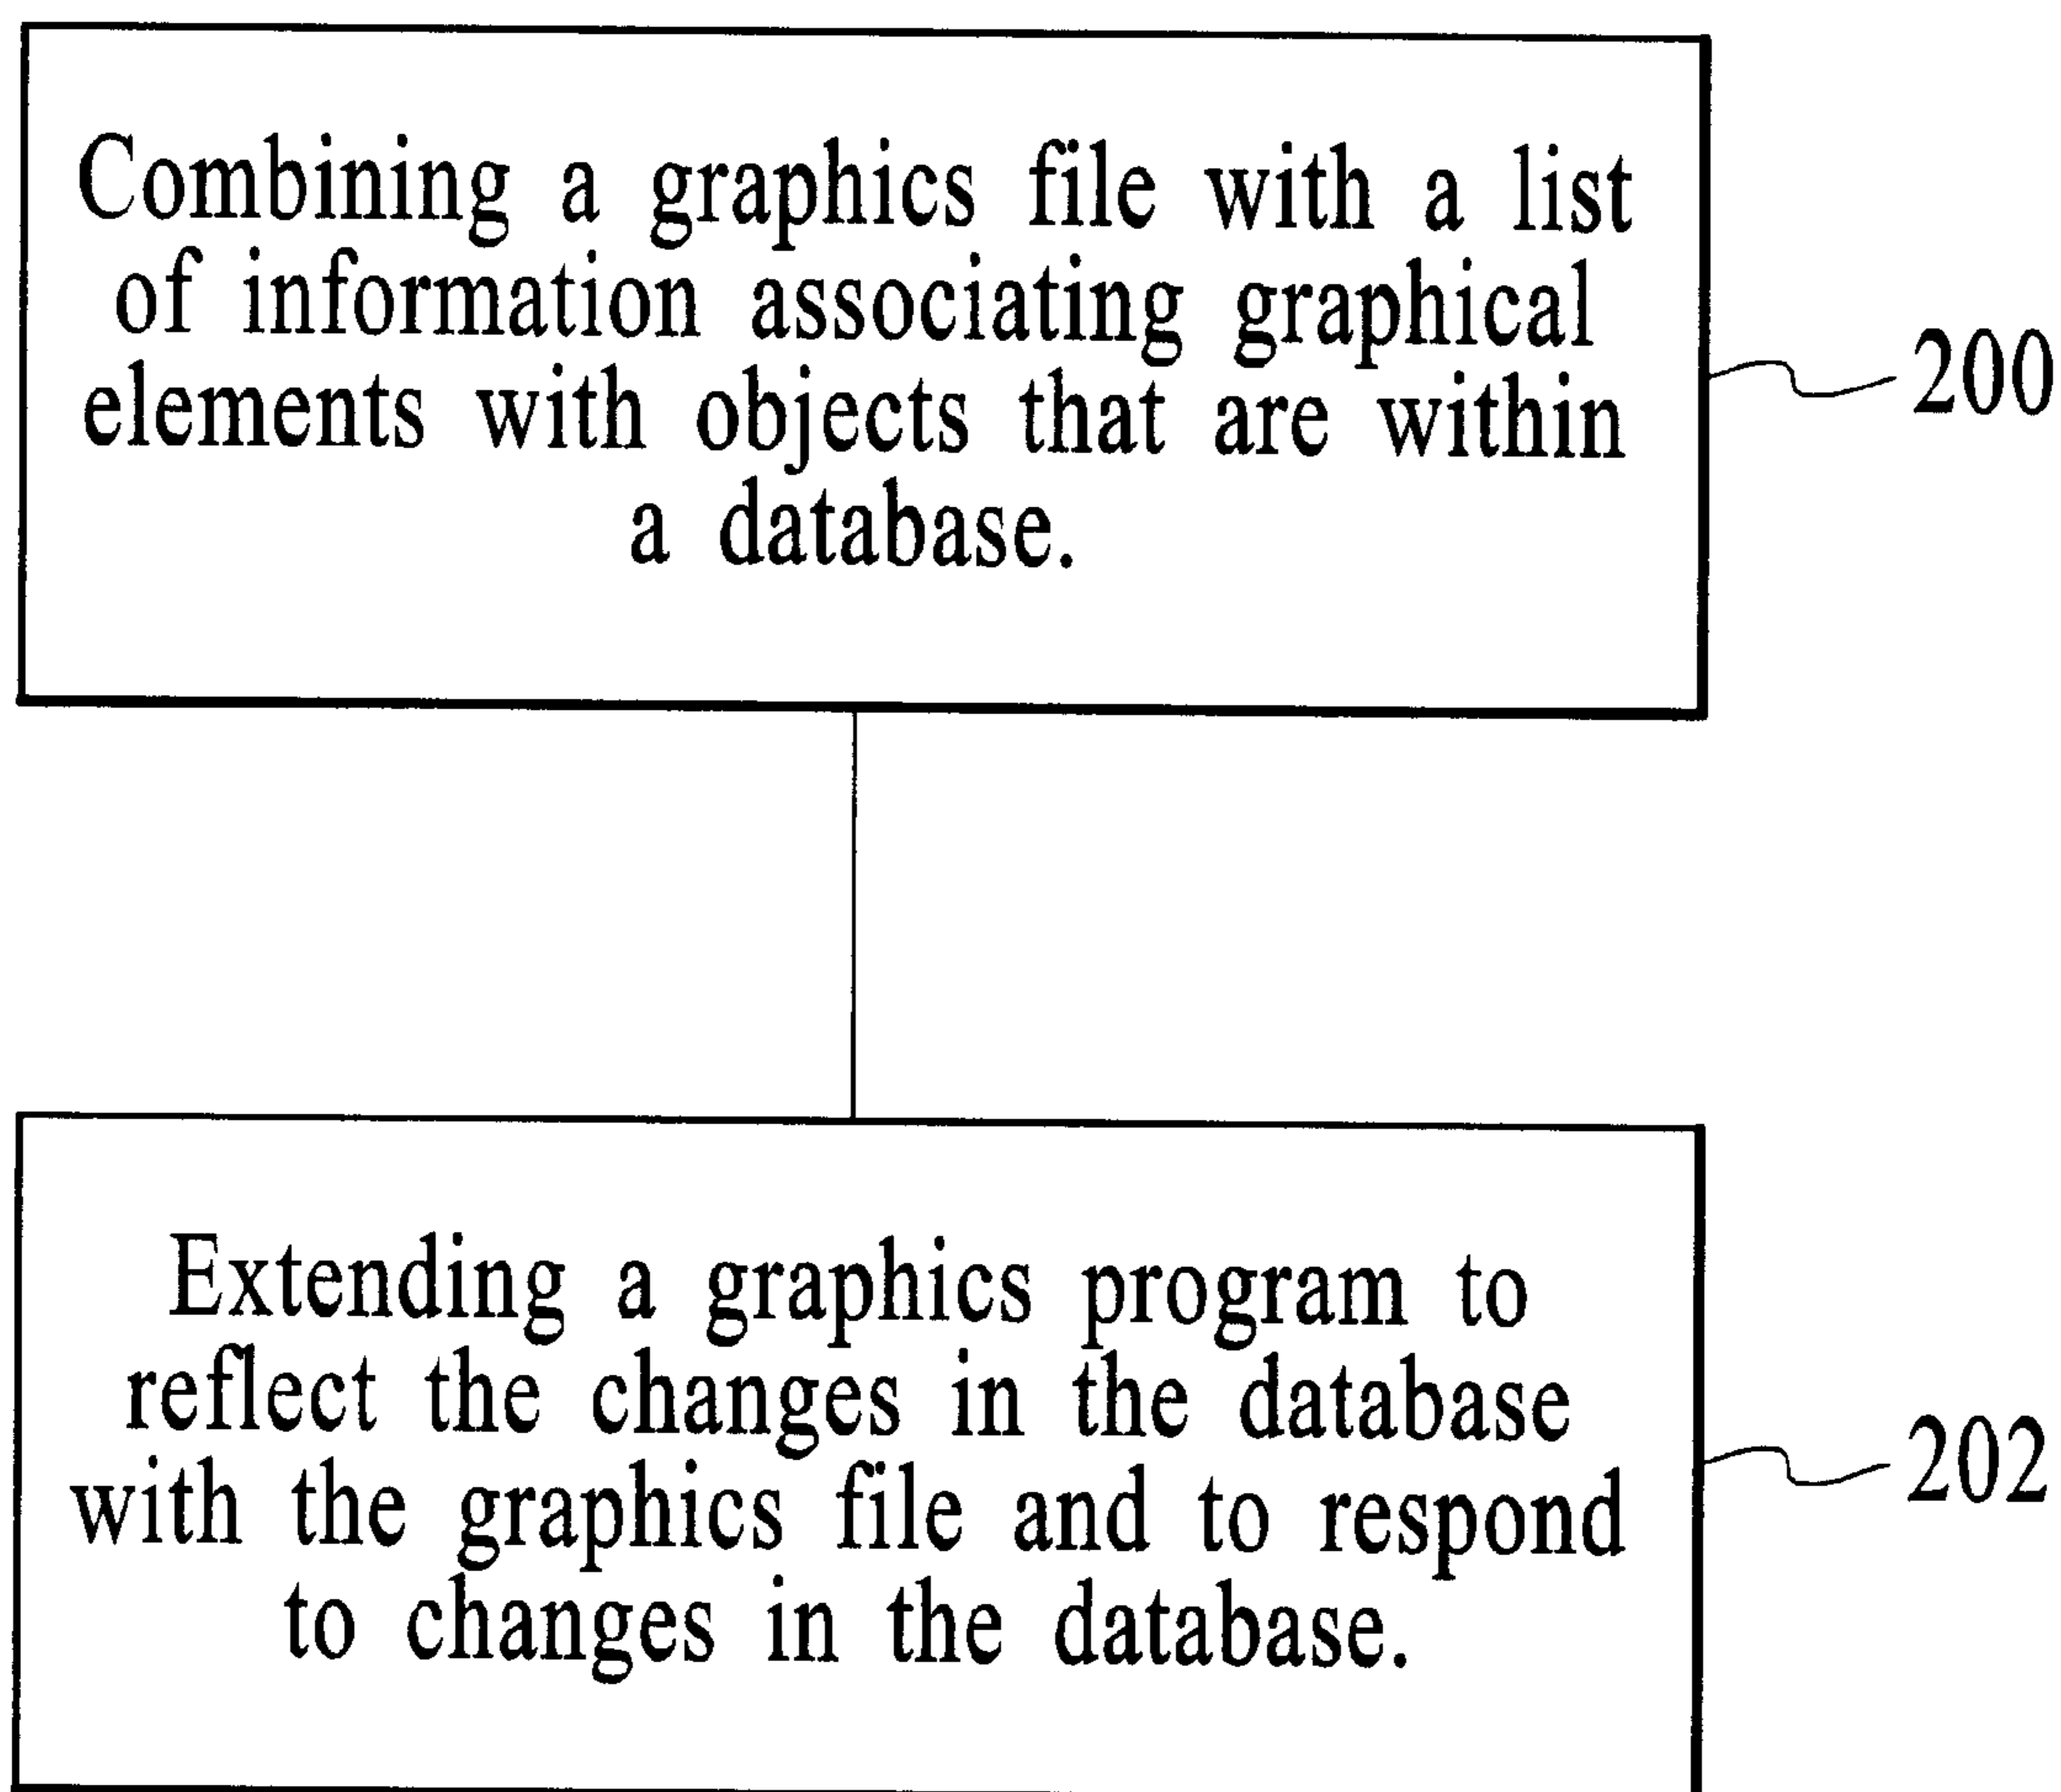 Combining a graphics file with a list
of information associating graphical
elements with objects that are within
a database.
200
Extending a graphics program to
reflect the changes in the database
with the graphics file and to respond
to changes in the database.
202